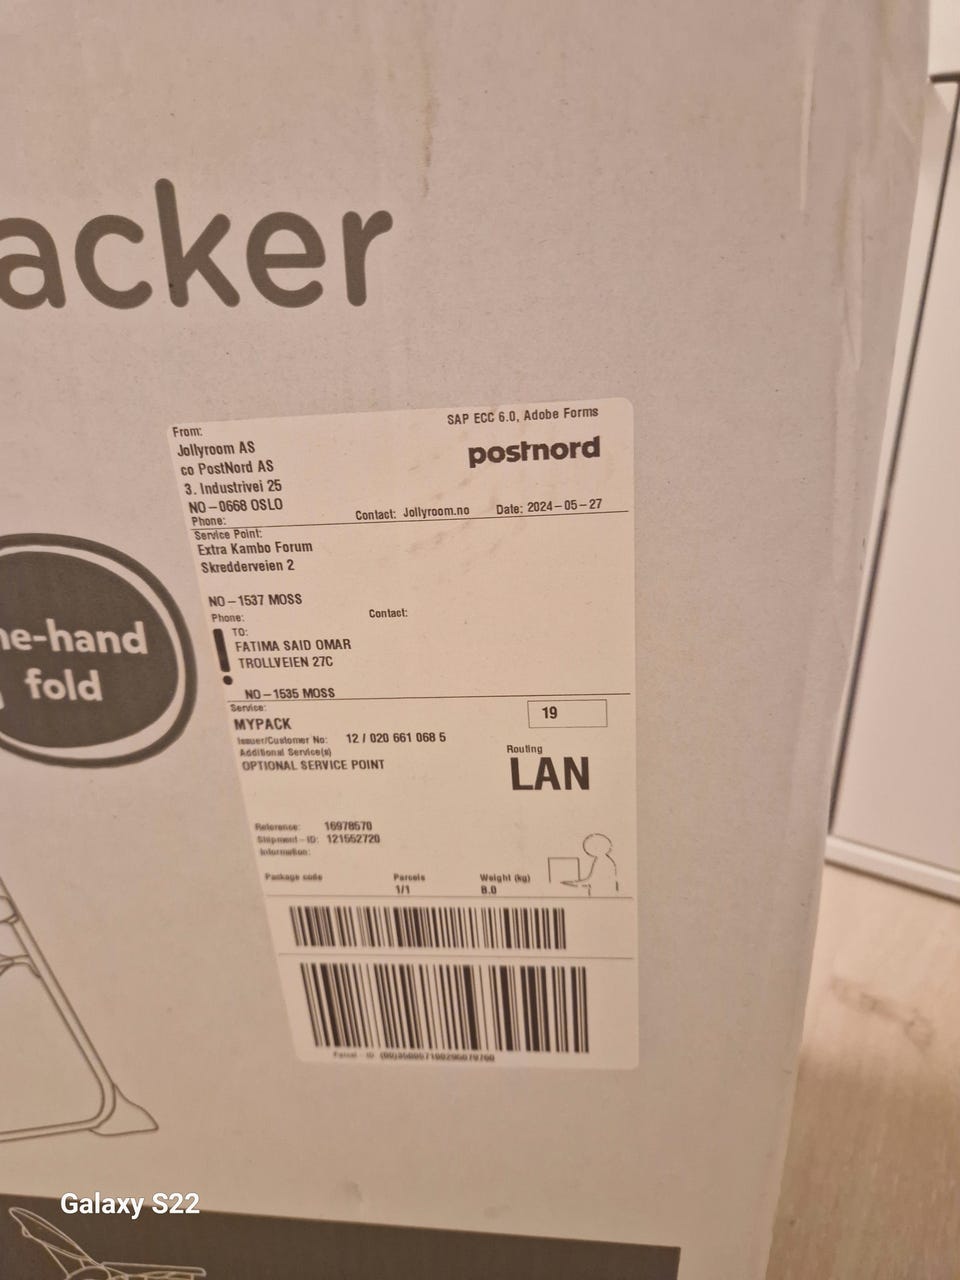 acker
SAP ECC 6.0, Adobe Forms
From:
Jollyroom AS
co PostNord AS
3. Industrivei 25
NO-0668 OSLO
postnord
Phone:
Contact: Jollyroom.no Date: 2024-05-27
Service Point:
Extra Kambo Forum
Skredderveien 2
NO-1537 MOSS
Phone:
Contact:
TO:
! FATIMA SAID OMAR
TROLLVEIEN 27C
NO-1535 MOSS
Service:
MYPACK
19
Issuer/Customer No: 12 / 020 661 068 5
Additional Service(s)
OPTIONAL SERVICE POINT
Routing
LAN
Reference: 16978570
Shipment-ID: 121552720
Information:
Package code Parcels Weight (kg)
1/1 8.0
Parcel-ID
ne-hand
fold
Galaxy S22